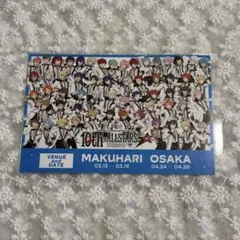 10th ALLSTARS!!
VENUE
and
DATE
MAKUHARI OSAKA
03.15 — 03.16 04.24 — 04.26